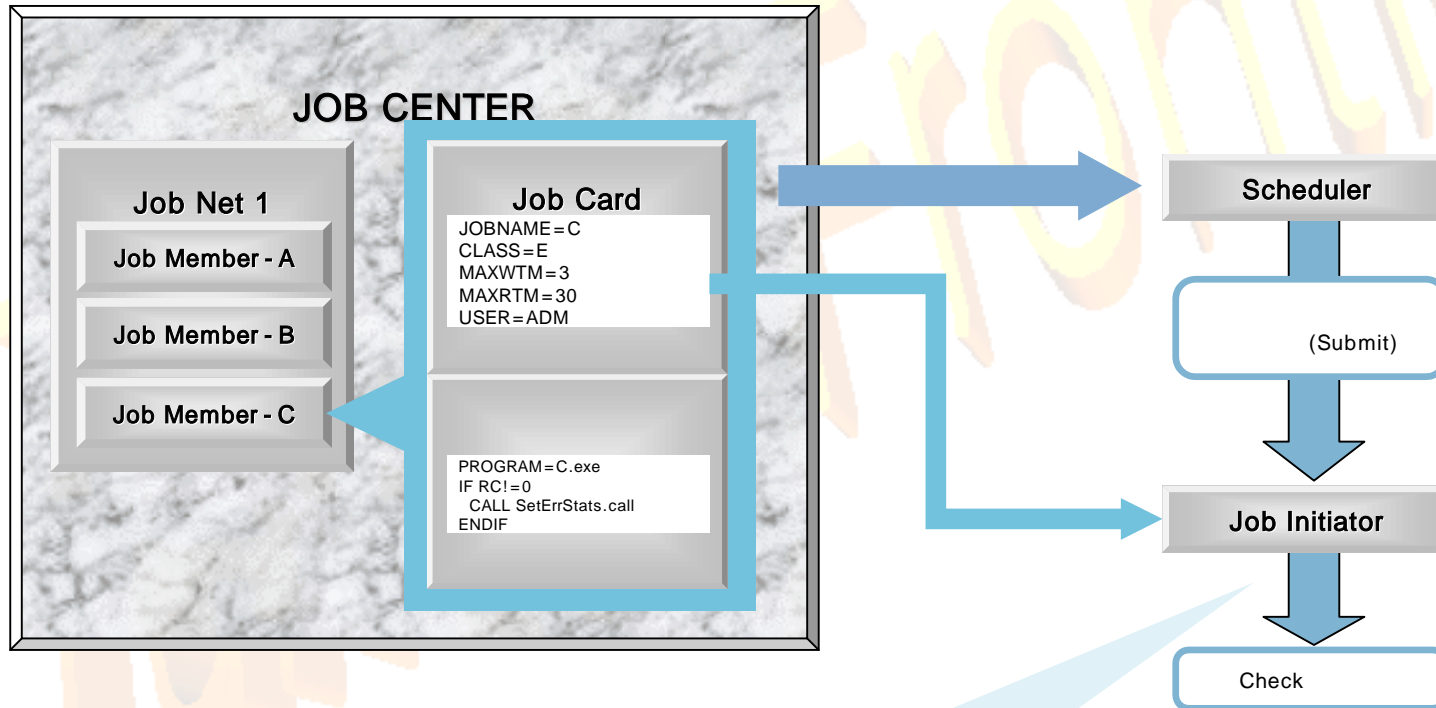 JOB CENTER
Job Net 1
Job Member - A
Job Member - B
Job Member - C
Job Card
JOBNAME=C
CLASS=E
MAXWTM=3
MAXRTM=30
USER=ADM
PROGRAM=C.exe
IF RC!=0
CALL SetErrStats.call
ENDIF
Scheduler
(Submit)
Job Initiator
Check